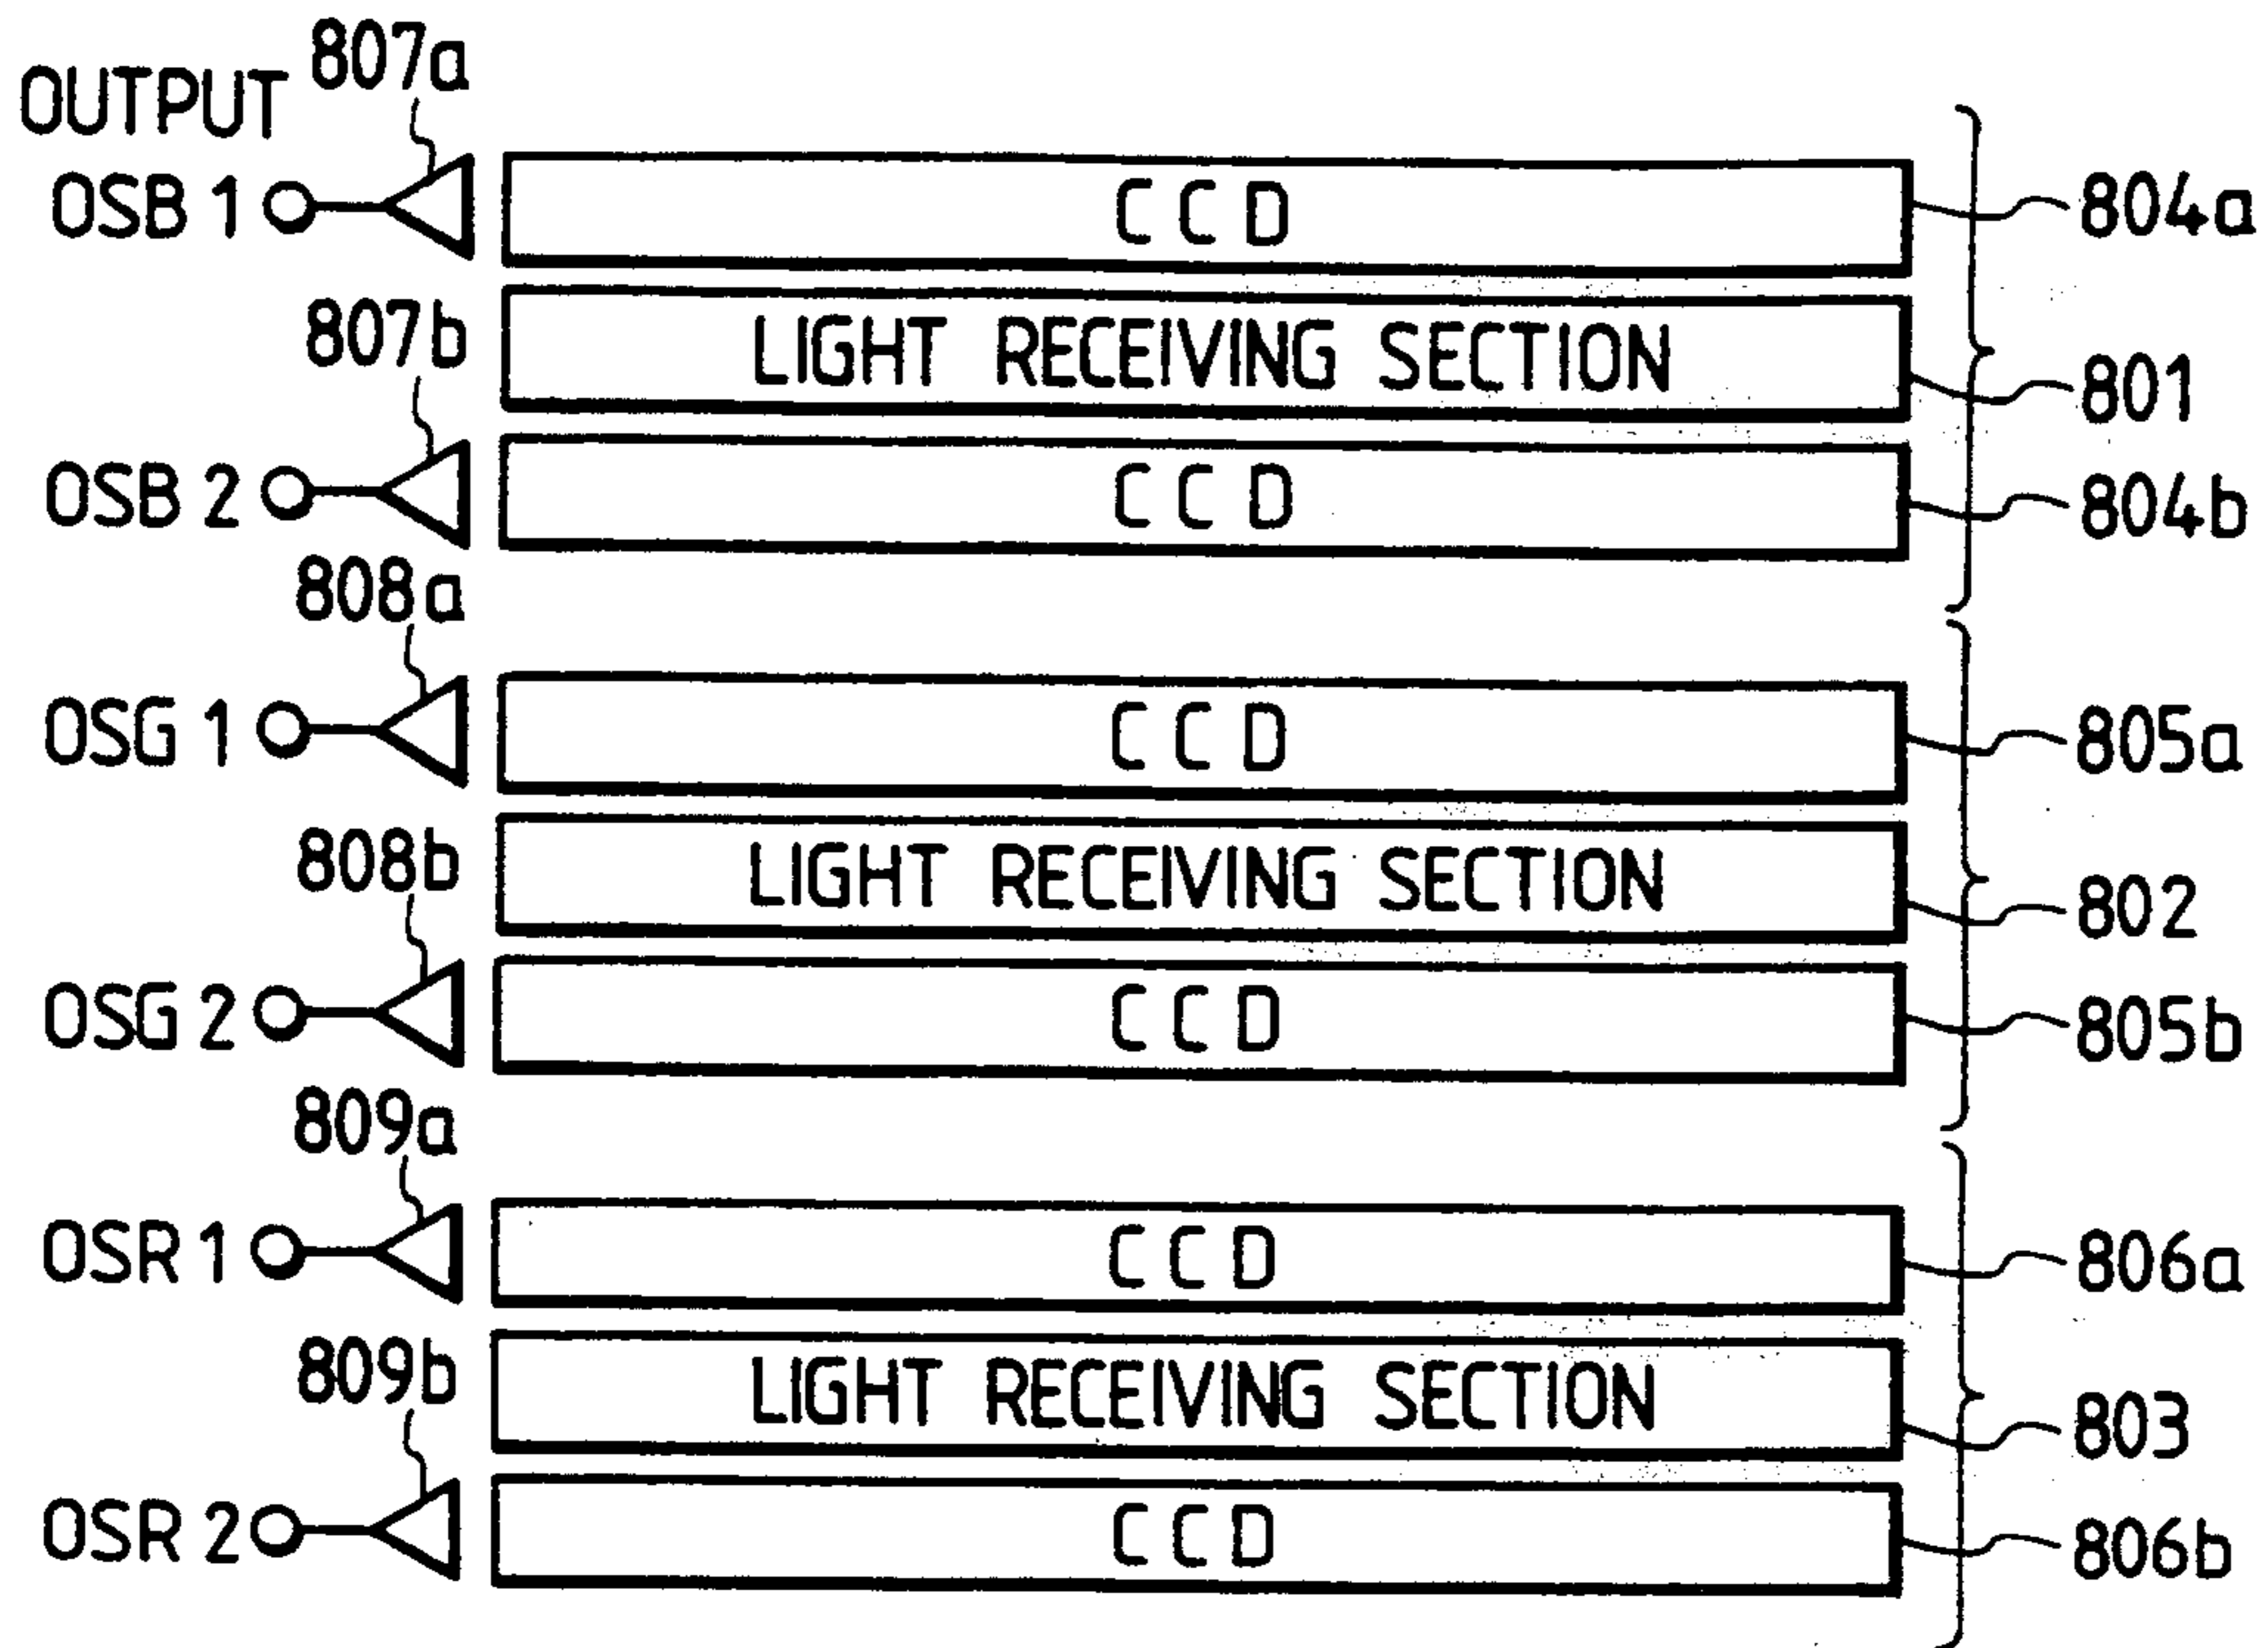 807a
OUTPUT
OSB 1 CCD 804a
807b LIGHT RECEIVING SECTION 801
OSB 2 CCD 804b
808a
OSG 1 CCD 805a
808b LIGHT RECEIVING SECTION 802
OSG 2 CCD 805b
809a
OSR 1 CCD 806a
809b LIGHT RECEIVING SECTION 803
OSR 2 CCD 806b